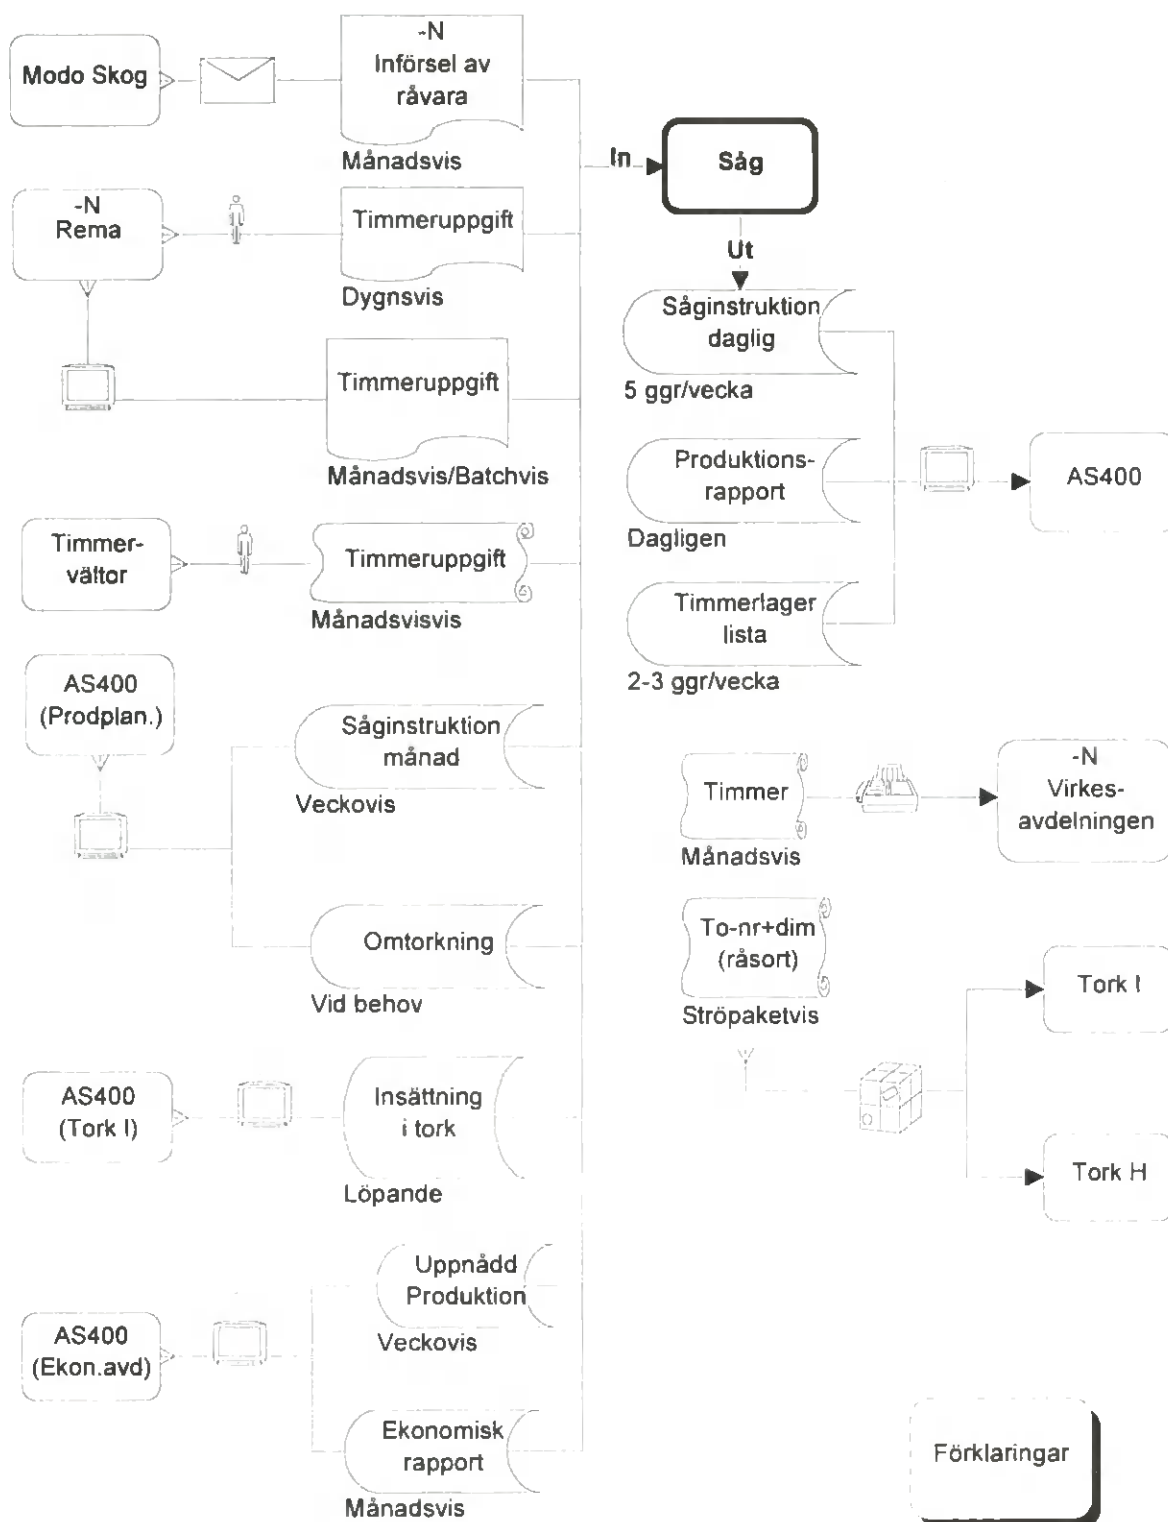 Modo Skog
-N
Införsel av
råvara
Månadsvis
-N
Rema
Timmeruppgift
Dygnsvis
Timmeruppgift
Månadsvis/Batchvis
Timmer-
vältor
Timmeruppgift
Månadsvisvis
AS400
(Prodplan.)
Såginstruktion
månad
Veckovis
Omtorkning
Vid behov
AS400
(Tork I)
Insättning
i tork
Löpande
AS400
(Ekon.avd)
Uppnådd
Produktion
Veckovis
Ekonomisk
rapport
Månadsvis
In
Såg
Ut
Såginstruktion
daglig
5 ggr/vecka
Produktions-
rapport
Dagligen
AS400
Timmerlager
lista
2-3 ggr/vecka
Timmer
Månadsvis
-N
Virkes-
avdelningen
To-nr+dim
(råsort)
Ströpaketvis
Tork I
Tork H
Förklaringar